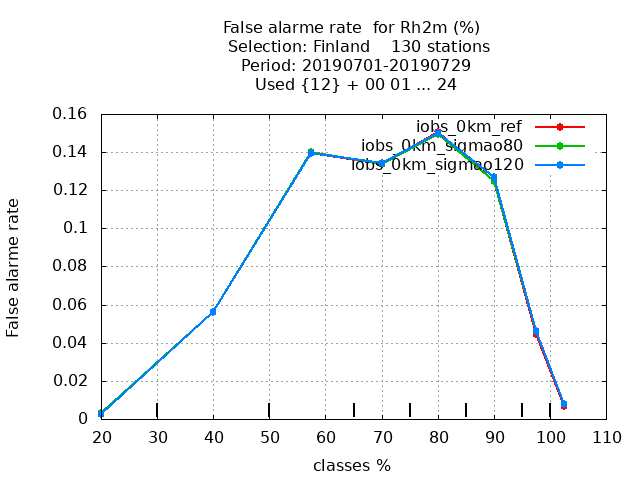 False alarme rate  for Rh2m (%)
Selection: Finland    130 stations
Period: 20190701-20190729
Used {12} + 00 01 ... 24
0.16
0.14
0.12
0.1
0.08
0.06
0.04
0.02
0
False alarme rate
iobs_0km_ref
iobs_0km_sigmao80
iobs_0km_sigmao120
20 30 40 50 60 70 80 90 100 110
classes %